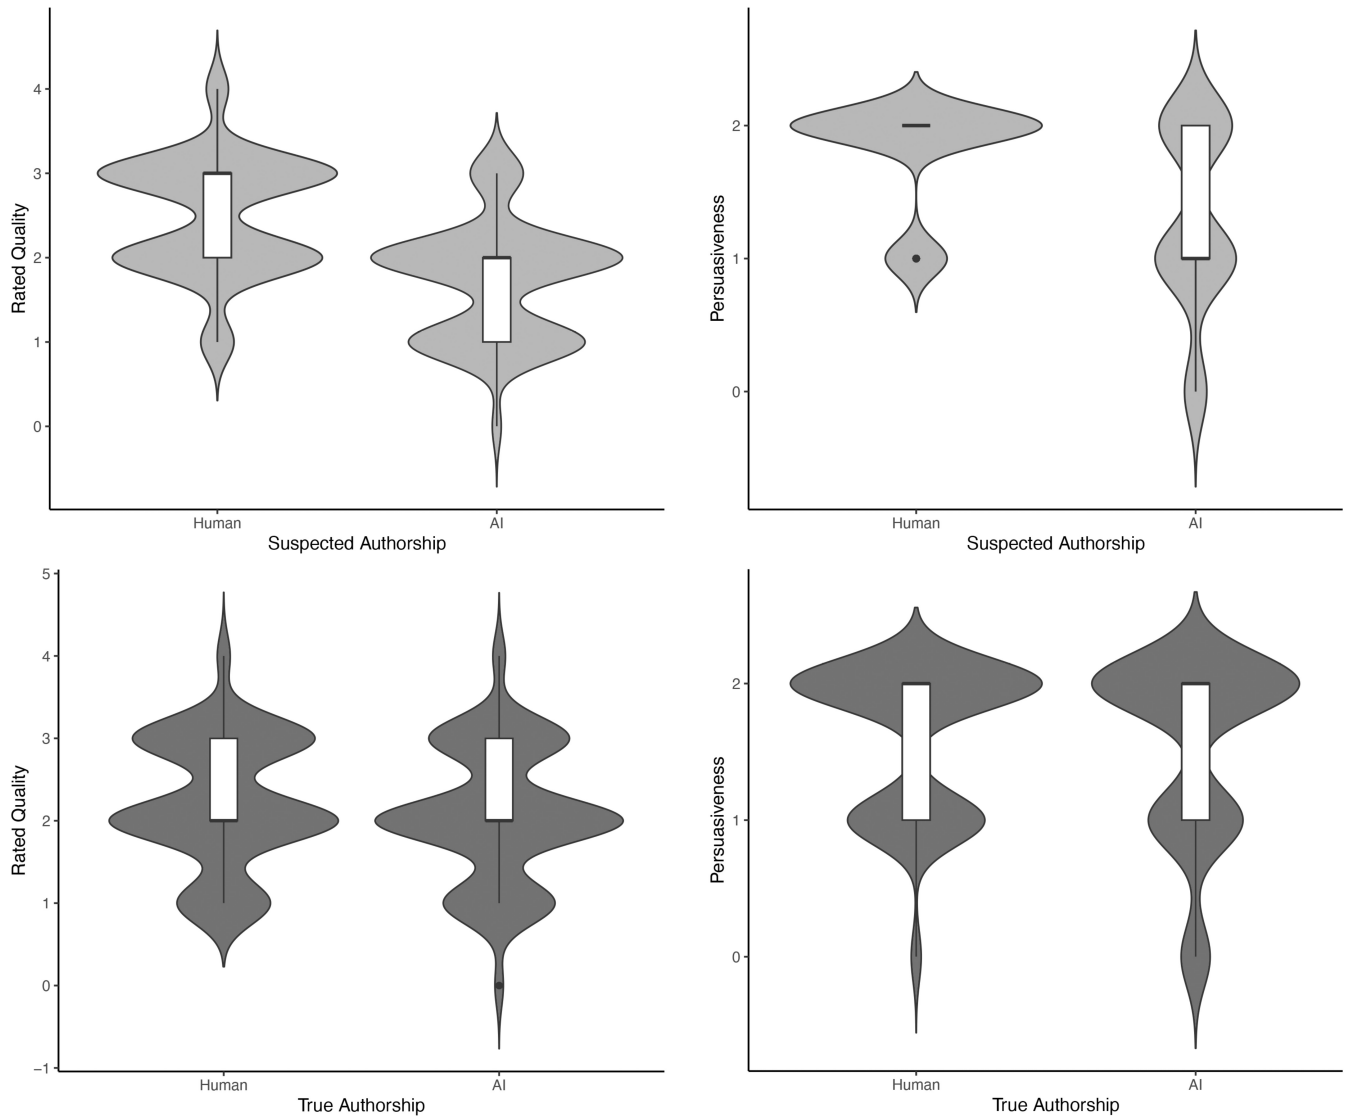 Rated Quality
4
3
2
1
0
Human
AI
Suspected Authorship
Persuasiveness
2
1
0
Human
AI
Suspected Authorship
Rated Quality
5
4
3
2
1
0
−1
Human
AI
True Authorship
Persuasiveness
2
1
0
Human
AI
True Authorship